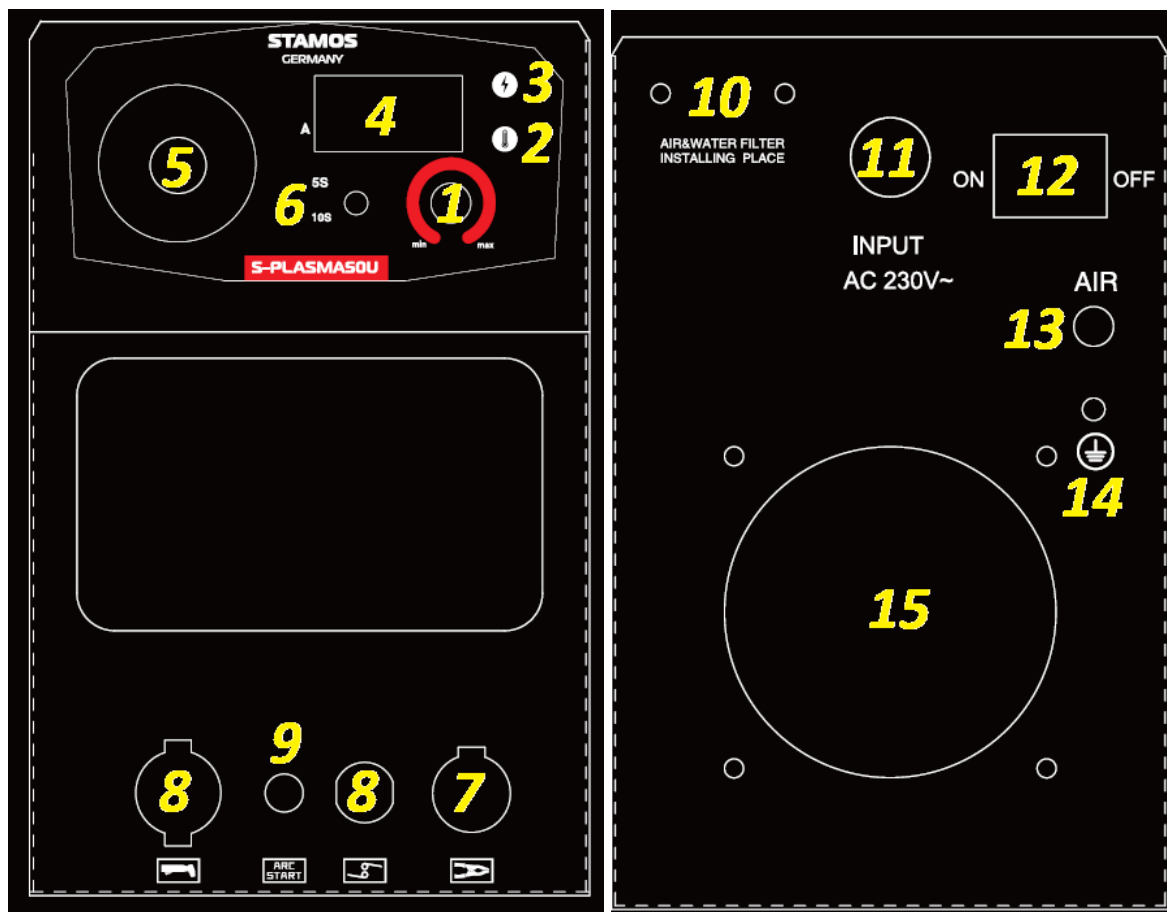 STAMOS
GERMANY
3
4
A
2
5
5S
6
10S
1
min
max
S-PLASMA50U
9
8
8
7
ARC
START
10
AIR&WATER FILTER
INSTALLING PLACE
11
ON
12
OFF
INPUT
AC 230V~
AIR
13
14
15